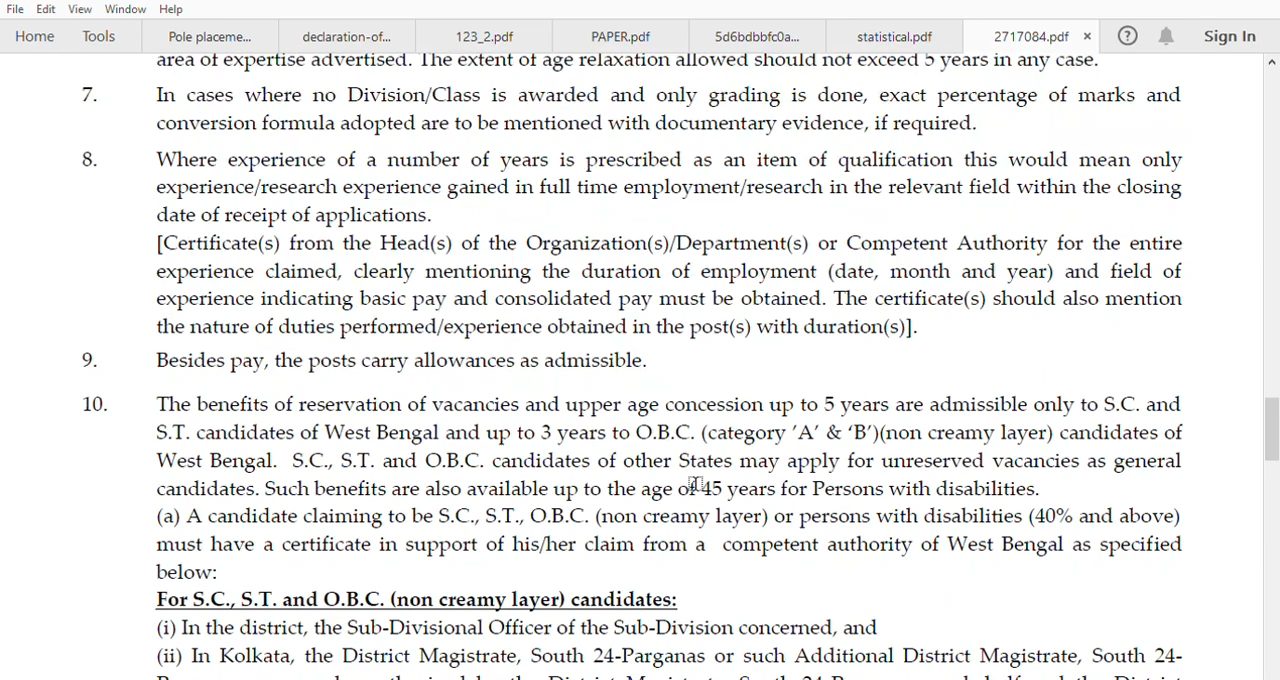 File Edit View Window Help
Home Tools Pole placeme... declaration-of... 123_2.pdf PAPER.pdf 5d6bdbbfc0a... statistical.pdf 2717084.pdf × ? Sign In
area of expertise advertised. The extent of age relaxation allowed should not exceed 5 years in any case.
7. In cases where no Division/Class is awarded and only grading is done, exact percentage of marks and
conversion formula adopted are to be mentioned with documentary evidence, if required.
8. Where experience of a number of years is prescribed as an item of qualification this would mean only
experience/research experience gained in full time employment/research in the relevant field within the closing
date of receipt of applications.
[Certificate(s) from the Head(s) of the Organization(s)/Department(s) or Competent Authority for the entire
experience claimed, clearly mentioning the duration of employment (date, month and year) and field of
experience indicating basic pay and consolidated pay must be obtained. The certificate(s) should also mention
the nature of duties performed/experience obtained in the post(s) with duration(s)].
9. Besides pay, the posts carry allowances as admissible.
10. The benefits of reservation of vacancies and upper age concession up to 5 years are admissible only to S.C. and
S.T. candidates of West Bengal and up to 3 years to O.B.C. (category 'A' & 'B')(non creamy layer) candidates of
West Bengal. S.C., S.T. and O.B.C. candidates of other States may apply for unreserved vacancies as general
candidates. Such benefits are also available up to the age of 45 years for Persons with disabilities.
(a) A candidate claiming to be S.C., S.T., O.B.C. (non creamy layer) or persons with disabilities (40% and above)
must have a certificate in support of his/her claim from a competent authority of West Bengal as specified
below:
For S.C., S.T. and O.B.C. (non creamy layer) candidates:
(i) In the district, the Sub-Divisional Officer of the Sub-Division concerned, and
(ii) In Kolkata, the District Magistrate, South 24-Parganas or such Additional District Magistrate, South 24-